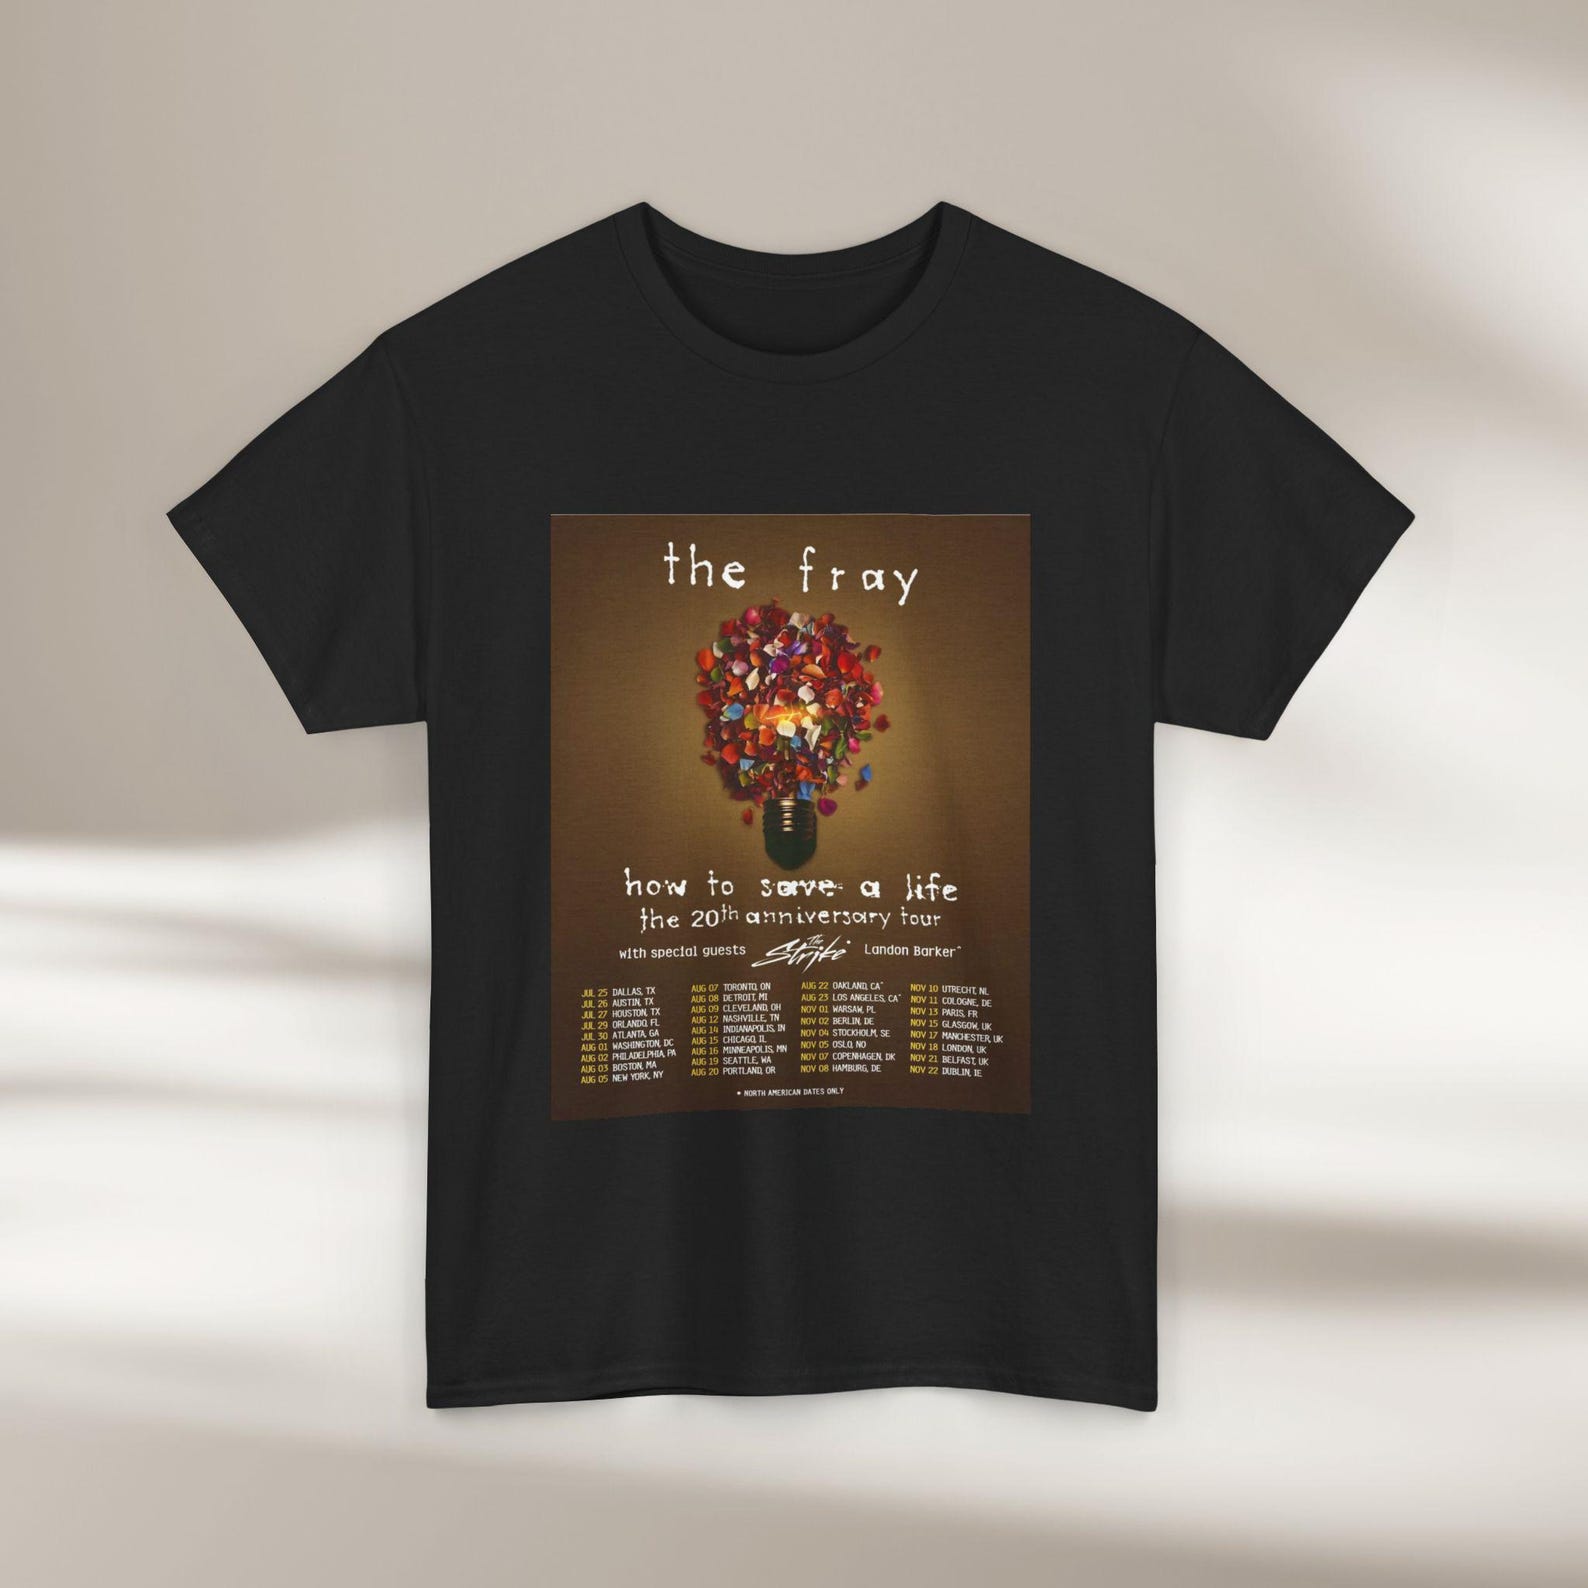 the fray
how to save a life
the 20th anniversary tour
with special guests The Strike Landon Barker^
JUL 25 DALLAS, TX
JUL 26 AUSTIN, TX
JUL 27 HOUSTON, TX
JUL 29 ORLANDO, FL
JUL 30 ATLANTA, GA
AUG 01 WASHINGTON, DC
AUG 02 PHILADELPHIA, PA
AUG 03 BOSTON, MA
AUG 05 NEW YORK, NY
AUG 07 TORONTO, ON
AUG 08 DETROIT, MI
AUG 09 CLEVELAND, OH
AUG 12 NASHVILLE, TN
AUG 14 INDIANAPOLIS, IN
AUG 15 CHICAGO, IL
AUG 16 MINNEAPOLIS, MN
AUG 19 SEATTLE, WA
AUG 20 PORTLAND, OR
AUG 22 OAKLAND, CA^
AUG 23 LOS ANGELES, CA^
NOV 01 WARSAW, PL
NOV 02 BERLIN, DE
NOV 04 STOCKHOLM, SE
NOV 05 OSLO, NO
NOV 07 COPENHAGEN, DK
NOV 08 HAMBURG, DE
NOV 10 UTRECHT, NL
NOV 11 COLOGNE, DE
NOV 13 PARIS, FR
NOV 15 GLASGOW, UK
NOV 17 MANCHESTER, UK
NOV 18 LONDON, UK
NOV 21 BELFAST, UK
NOV 22 DUBLIN, IE
* NORTH AMERICAN DATES ONLY